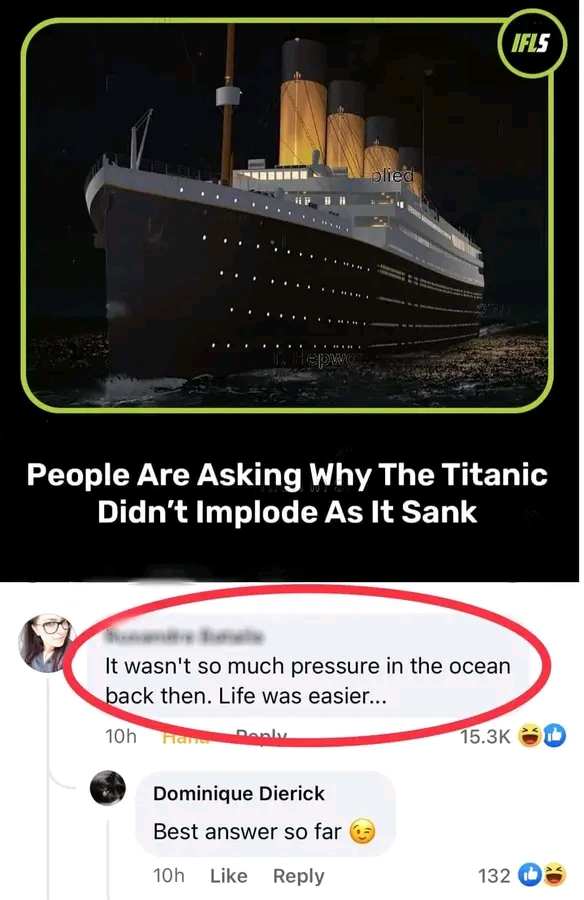 IFLS
plied
Hepwo
People Are Asking Why The Titanic
Didn't Implode As It Sank
It wasn't so much pressure in the ocean
back then. Life was easier...
10h Haha Reply 15.3K
Dominique Dierick
Best answer so far 😉
10h Like Reply 132